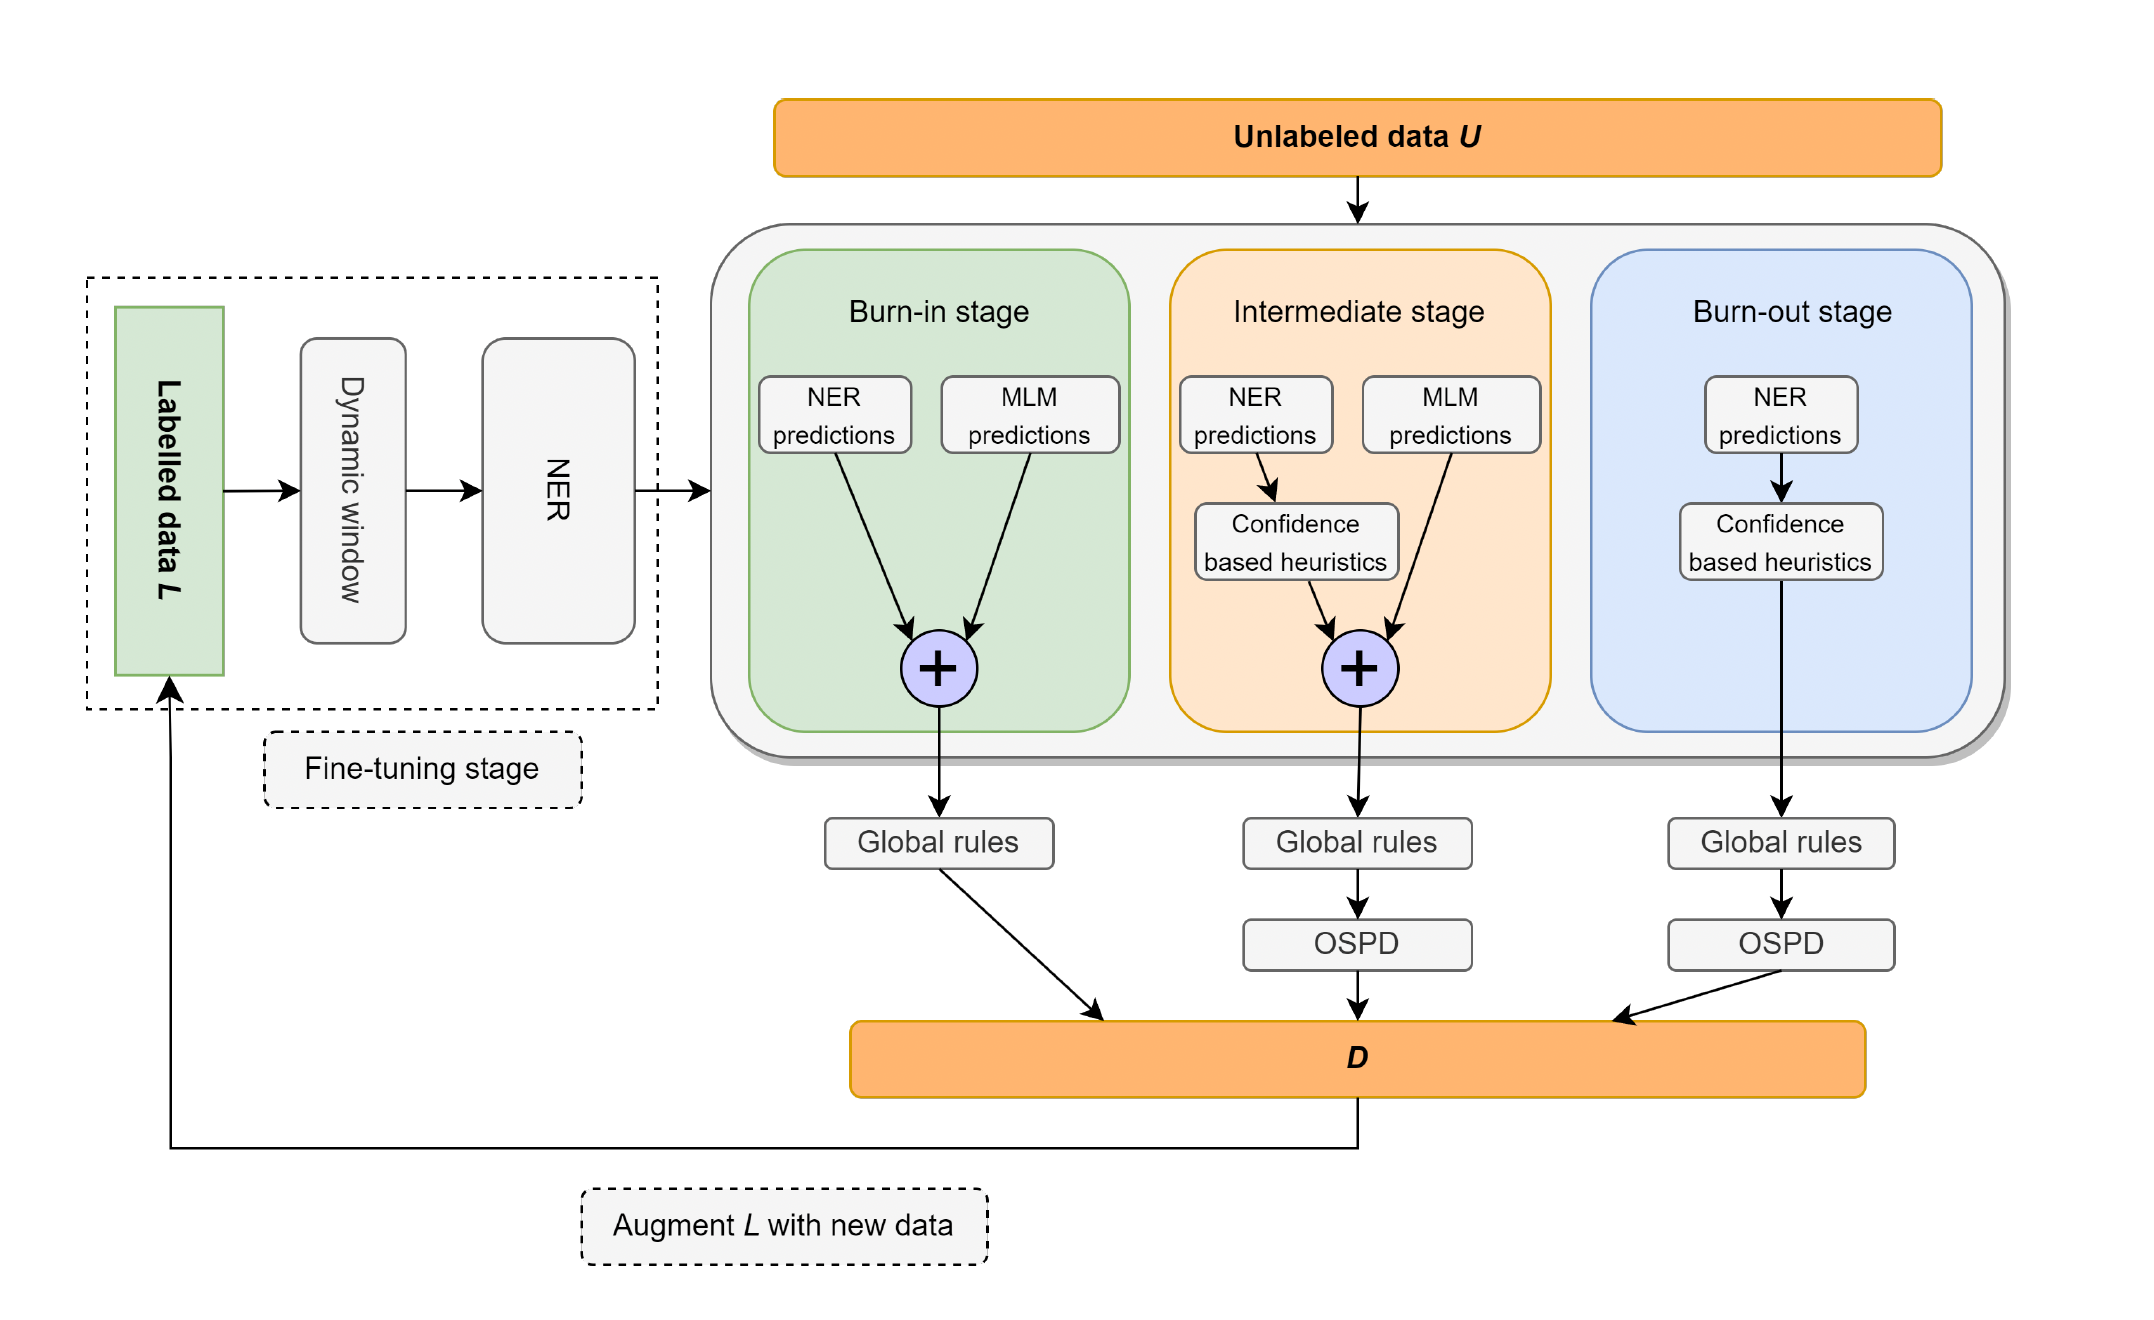 Unlabeled data U
Labelled data L
Dynamic window
NER
Fine-tuning stage
Burn-in stage
NER
predictions
MLM
predictions
+
Intermediate stage
NER
predictions
MLM
predictions
Confidence
based heuristics
+
Burn-out stage
NER
predictions
Confidence
based heuristics
Global rules
Global rules
Global rules
OSPD
OSPD
D
Augment L with new data